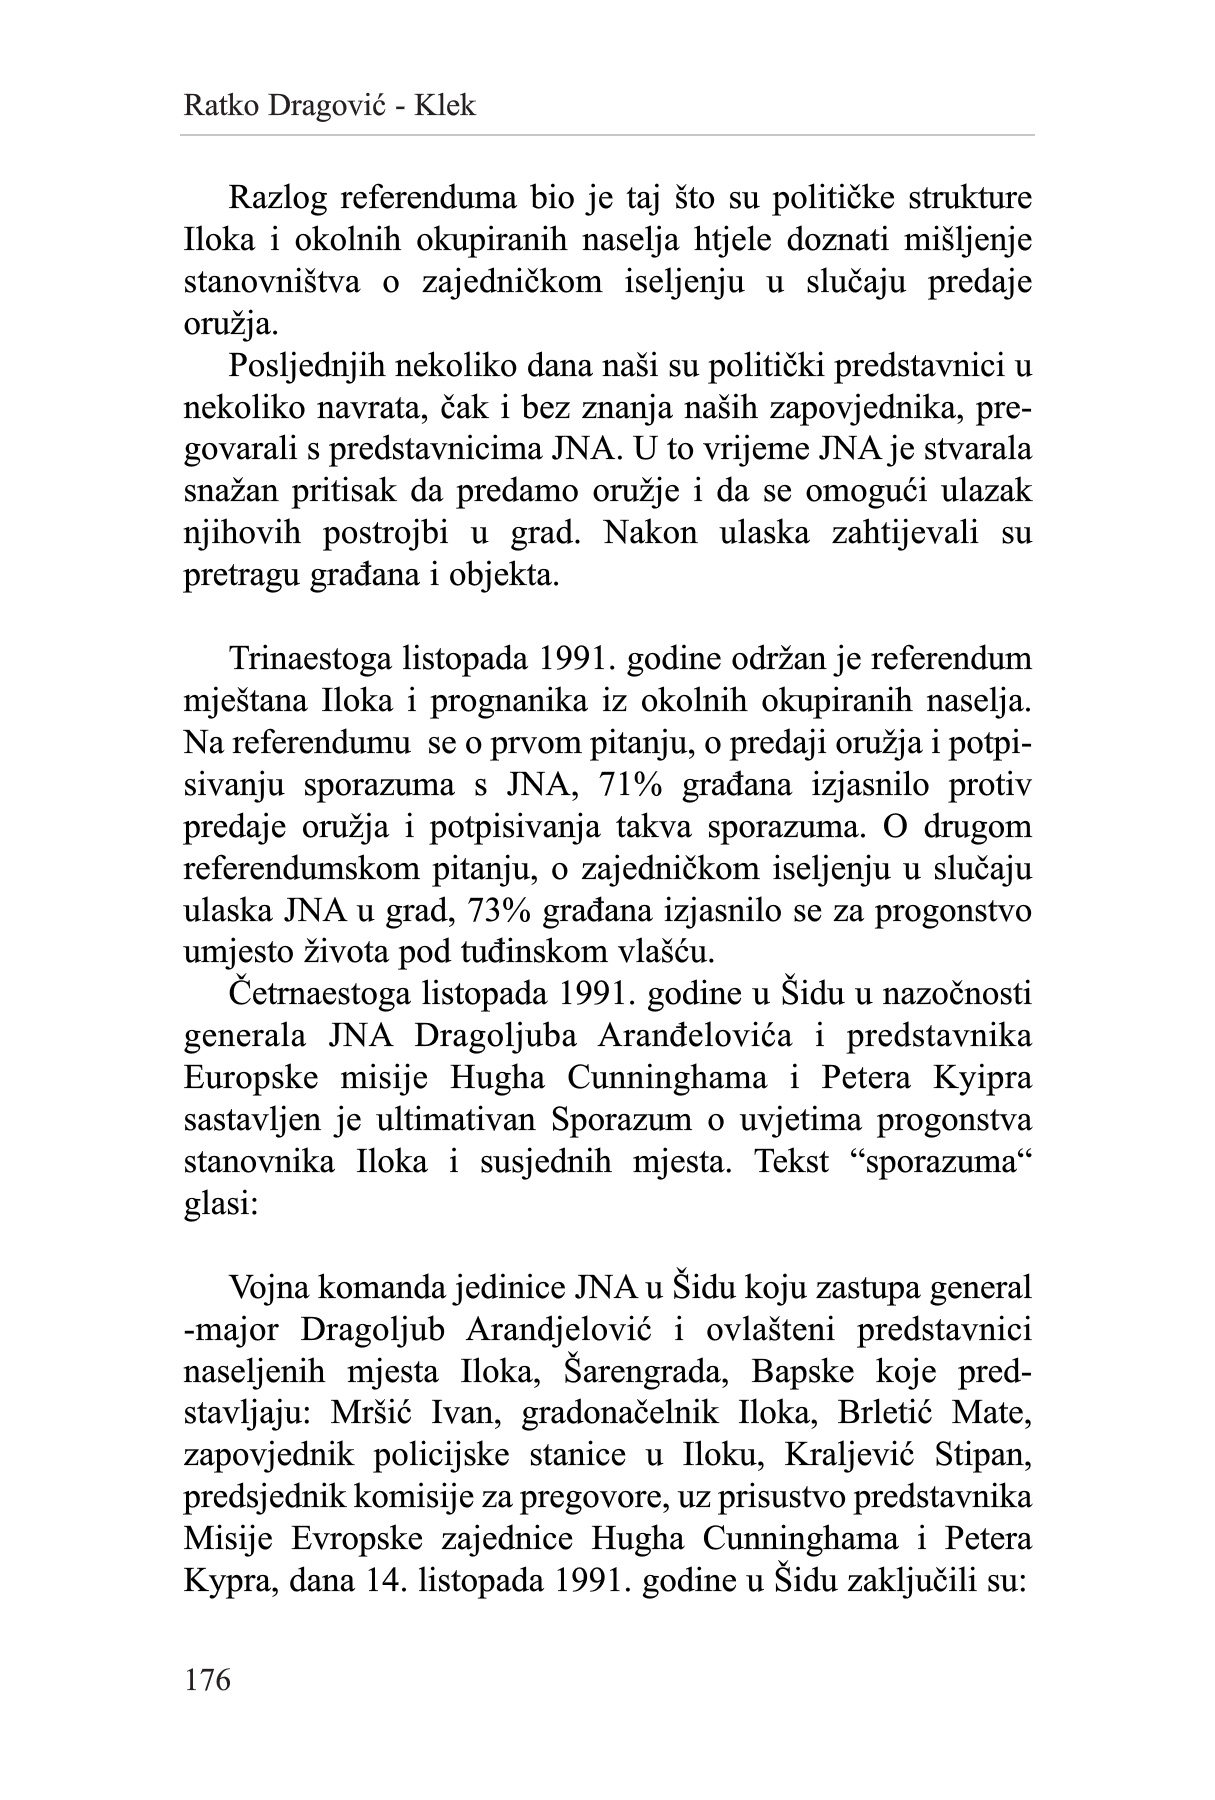 Ratko Dragović - Klek
Razlog referenduma bio je taj što su političke strukture
Iloka i okolnih okupiranih naselja htjele doznati mišljenje
stanovništva o zajedničkom iseljenju u slučaju predaje
oružja.
Posljednjih nekoliko dana naši su politički predstavnici u
nekoliko navrata, čak i bez znanja naših zapovjednika, pre-
govarali s predstavnicima JNA. U to vrijeme JNA je stvarala
snažan pritisak da predamo oružje i da se omogući ulazak
njihovih postrojbi u grad. Nakon ulaska zahtijevali su
pretragu građana i objekta.
Trinaestoga listopada 1991. godine održan je referendum
mještana Iloka i prognanika iz okolnih okupiranih naselja.
Na referendumu  se o prvom pitanju, o predaji oružja i potpi-
sivanju sporazuma s JNA, 71% građana izjasnilo protiv
predaje oružja i potpisivanja takva sporazuma. O drugom
referendumskom pitanju, o zajedničkom iseljenju u slučaju
ulaska JNA u grad, 73% građana izjasnilo se za progonstvo
umjesto života pod tuđinskom vlašću.
Četrnaestoga listopada 1991. godine u Šidu u nazočnosti
generala JNA Dragoljuba Aranđelovića i predstavnika
Europske misije Hugha Cunninghama i Petera Kyipra
sastavljen je ultimativan Sporazum o uvjetima progonstva
stanovnika Iloka i susjednih mjesta. Tekst “sporazuma“
glasi:
Vojna komanda jedinice JNA u Šidu koju zastupa general
-major Dragoljub Arandjelović i ovlašteni predstavnici
naseljenih mjesta Iloka, Šarengrada, Bapske koje pred-
stavljaju: Mršić Ivan, gradonačelnik Iloka, Brletić Mate,
zapovjednik policijske stanice u Iloku, Kraljević Stipan,
predsjednik komisije za pregovore, uz prisustvo predstavnika
Misije Evropske zajednice Hugha Cunninghama i Petera
Kypra, dana 14. listopada 1991. godine u Šidu zaključili su:
176